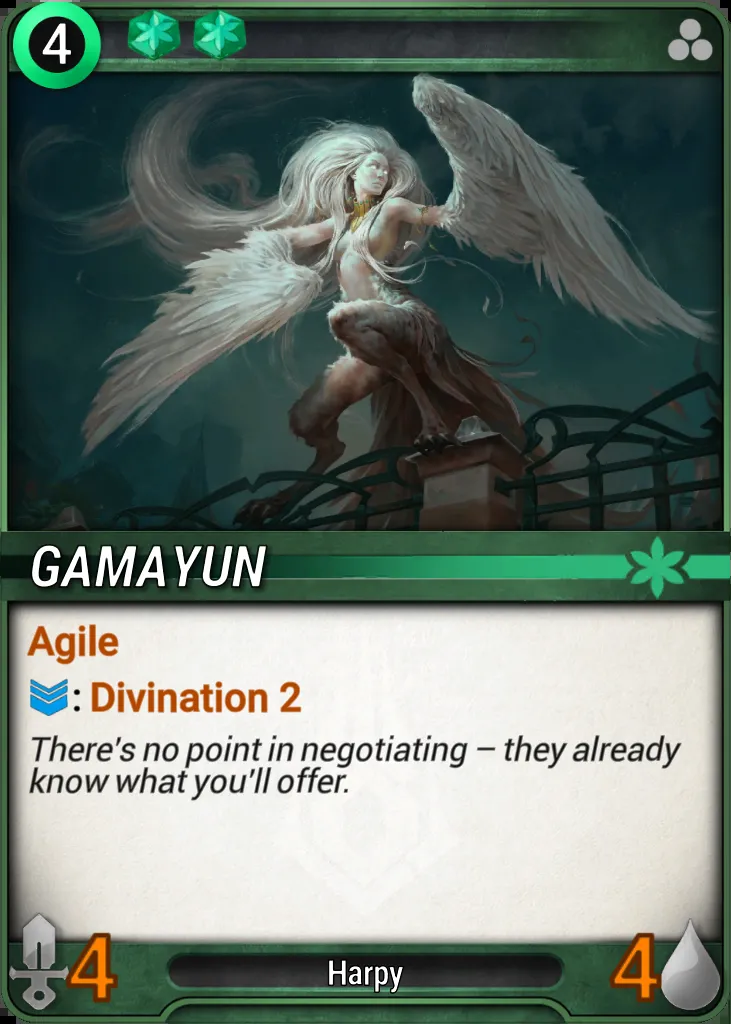 4
GAMAYUN
Agile
: Divination 2
There's no point in negotiating – they already
know what you'll offer.
4 Harpy 4